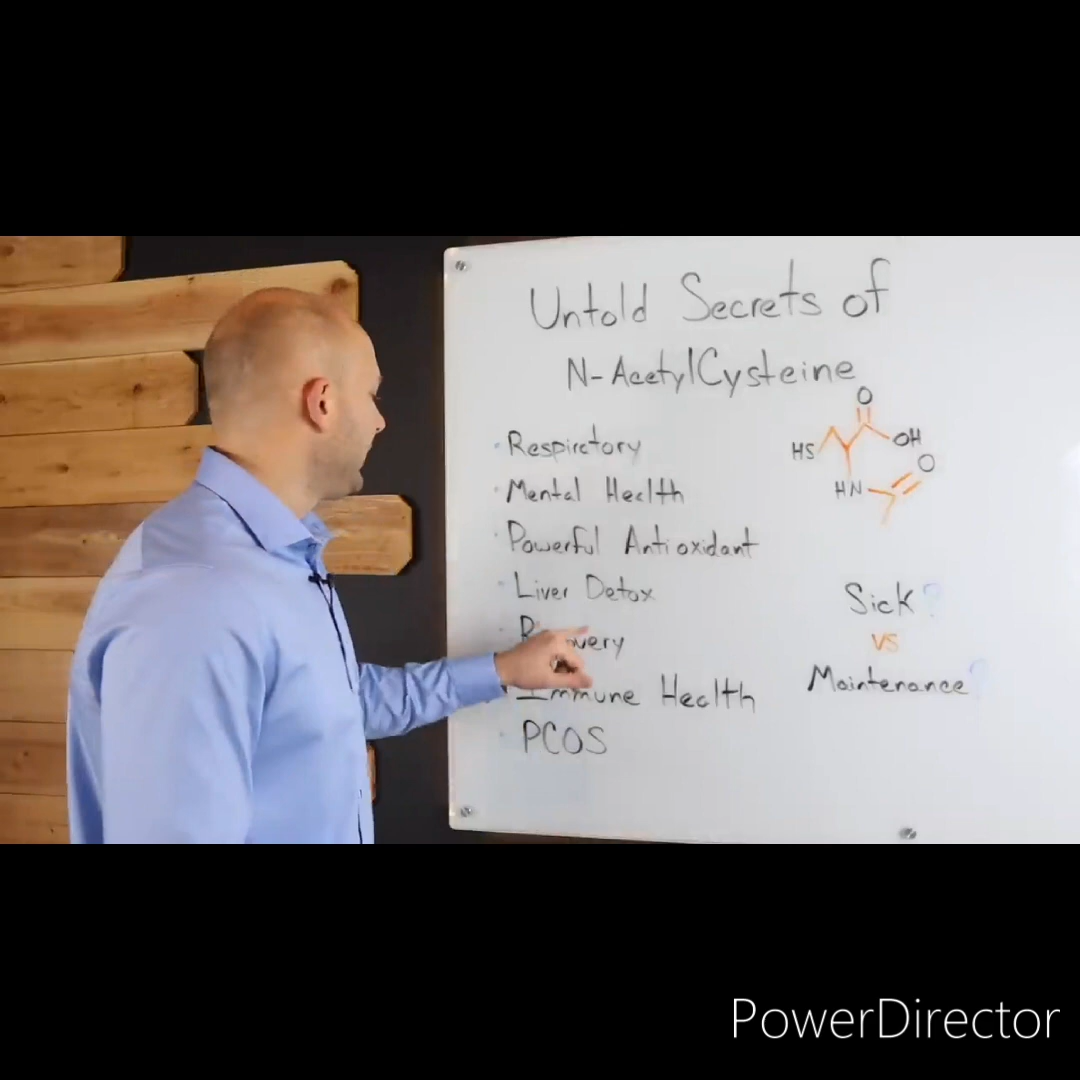 Untold Secrets of
N-AcetylCysteine
• Respiratory
• Mental Health
• Powerful Antioxidant
• Liver Detox
•
• Immune Health
• PCOS
O
HS
OH
O
HN
Sick?
VS
Maintenance?
PowerDirector